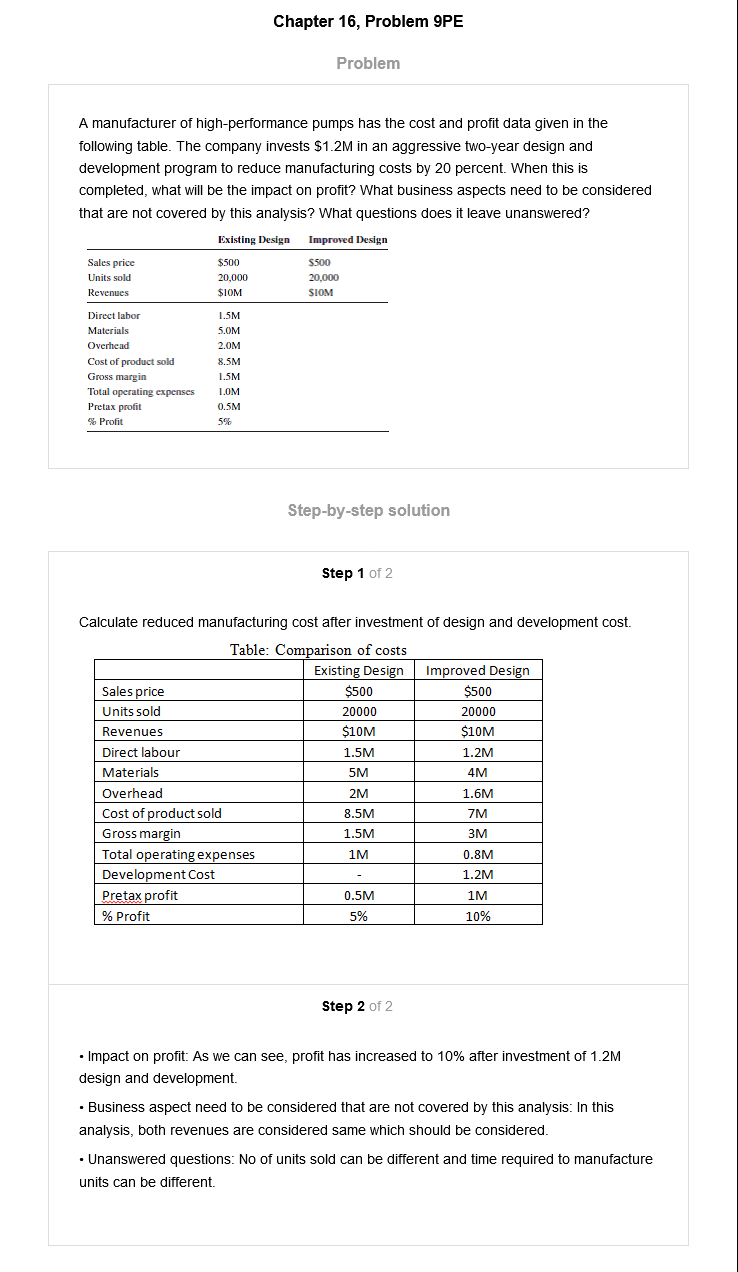 Chapter 16, Problem 9PE
Problem
A manufacturer of high-performance pumps has the cost and profit data given in the
following table. The company invests $1.2M in an aggressive two-year design and
development program to reduce manufacturing costs by 20 percent. When this is
completed, what will be the impact on profit? What business aspects need to be considered
that are not covered by this analysis? What questions does it leave unanswered?
Existing Design Improved Design
Sales price $500 $500
Units sold 20,000 20,000
Revenues $10M $10M
Direct labor 1.5M
Materials 5.0M
Overhead 2.0M
Cost of product sold 8.5M
Gross margin 1.5M
Total operating expenses 1.0M
Pretax profit 0.5M
% Profit 5%
Step-by-step solution
Step 1 of 2
Calculate reduced manufacturing cost after investment of design and development cost.
Table: Comparison of costs
Existing Design Improved Design
Sales price $500 $500
Units sold 20000 20000
Revenues $10M $10M
Direct labour 1.5M 1.2M
Materials 5M 4M
Overhead 2M 1.6M
Cost of product sold 8.5M 7M
Gross margin 1.5M 3M
Total operating expenses 1M 0.8M
Development Cost - 1.2M
Pretax profit 0.5M 1M
% Profit 5% 10%
Step 2 of 2
• Impact on profit: As we can see, profit has increased to 10% after investment of 1.2M
design and development.
• Business aspect need to be considered that are not covered by this analysis: In this
analysis, both revenues are considered same which should be considered.
• Unanswered questions: No of units sold can be different and time required to manufacture
units can be different.